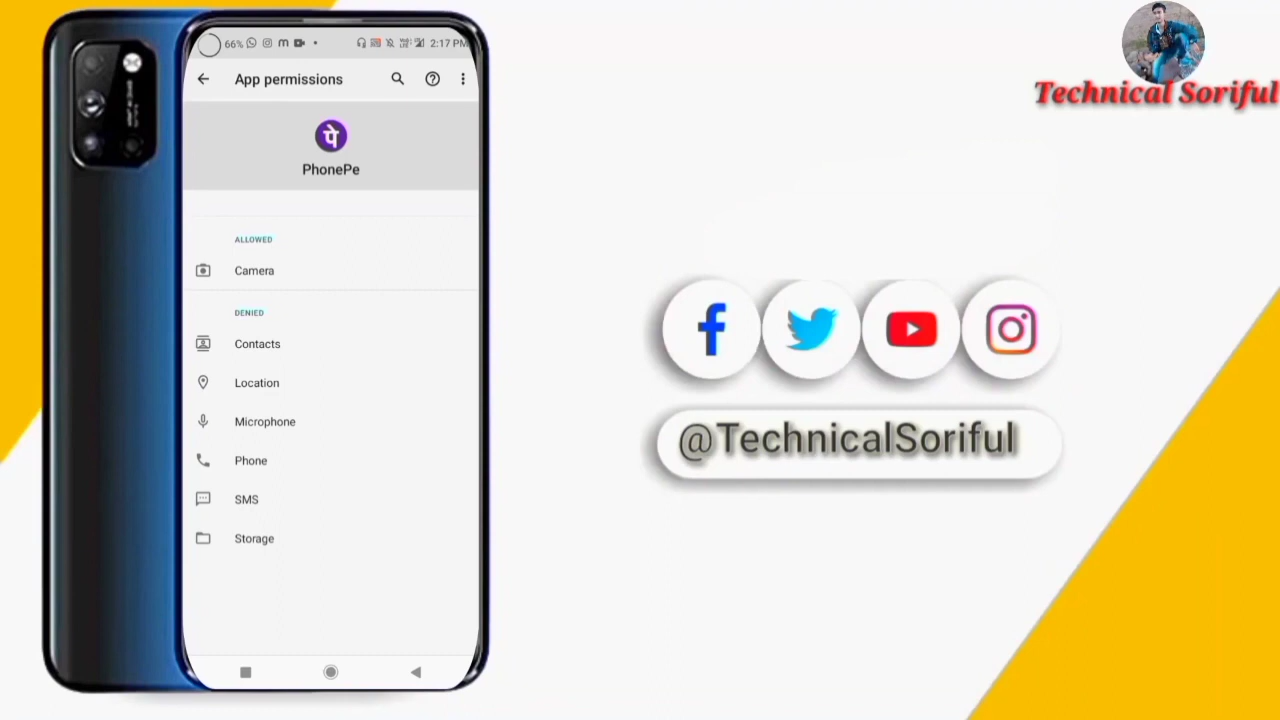 66% 2:17 PM
App permissions
पे
PhonePe
ALLOWED
Camera
DENIED
Contacts
Location
Microphone
Phone
SMS
Storage
Technical Soriful
@TechnicalSoriful